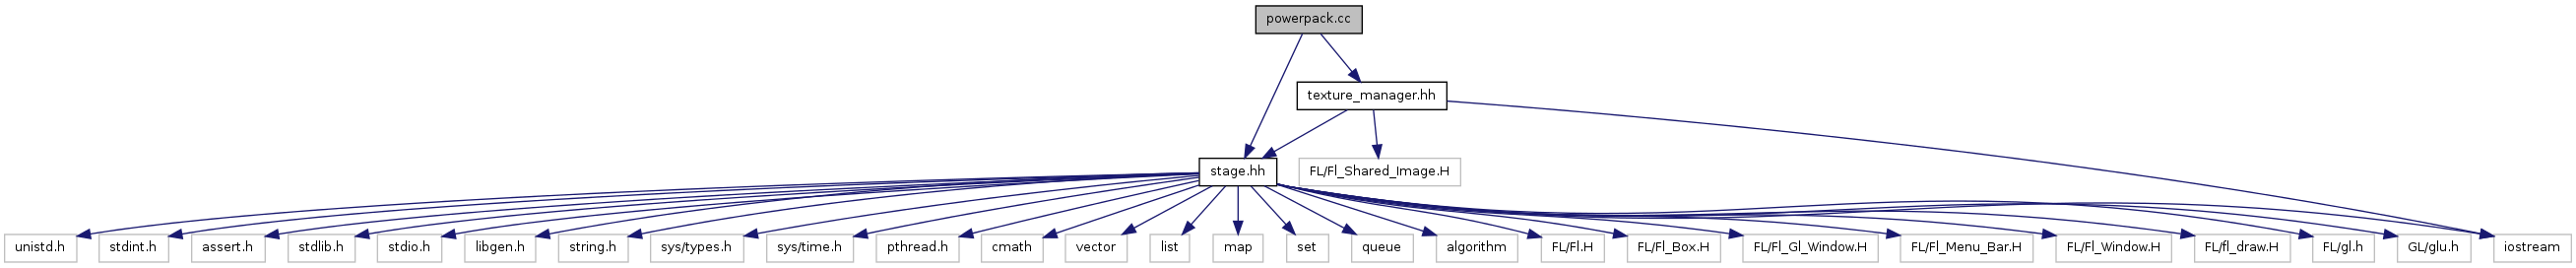 powerpack.cc
texture_manager.hh
stage.hh
FL/Fl_Shared_Image.H
unistd.h
stdint.h
assert.h
stdlib.h
stdio.h
libgen.h
string.h
sys/types.h
sys/time.h
pthread.h
cmath
vector
list
map
set
queue
algorithm
FL/Fl.H
FL/Fl_Box.H
FL/Fl_Gl_Window.H
FL/Fl_Menu_Bar.H
FL/Fl_Window.H
FL/fl_draw.H
FL/gl.h
GL/glu.h
iostream